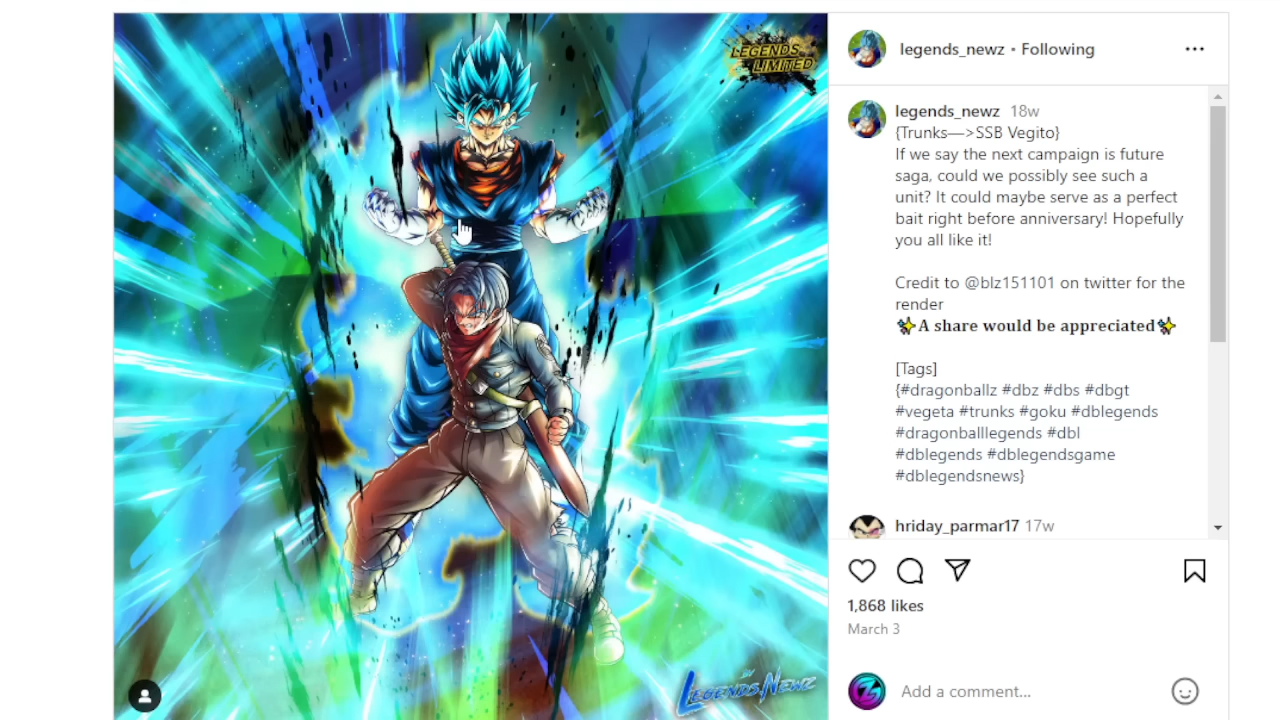 LEGENDS
LIMITED
BY
LEGENDS.NEWZ
legends_newz • Following
legends_newz 18w
{Trunks—>SSB Vegito}
If we say the next campaign is future
saga, could we possibly see such a
unit? It could maybe serve as a perfect
bait right before anniversary! Hopefully
you all like it!
Credit to @blz151101 on twitter for the
render
✨A share would be appreciated✨
[Tags]
{#dragonballz #dbz #dbs #dbgt
#vegeta #trunks #goku #dblegends
#dragonballlegends #dbl
#dblegends #dblegendsgame
#dblegendsnews}
hriday_parmar17 17w
1,868 likes
March 3
Add a comment...